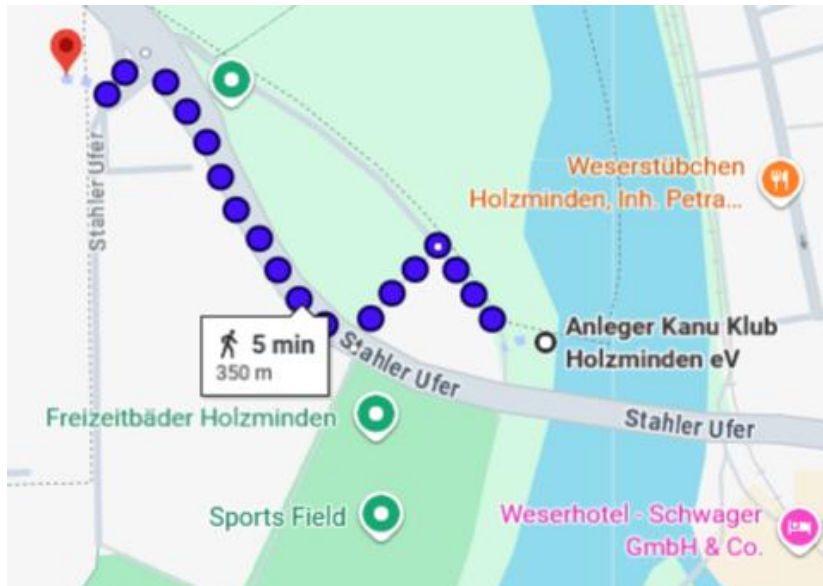 Stahler Ufer
Weserstübchen
Holzminden, Inh. Petra...
5 min
350 m
Anleger Kanu Klub
Holzminden eV
Stahler Ufer
Freizeitbäder Holzminden
Stahler Ufer
Sports Field
Weserhotel - Schwager
GmbH & Co.